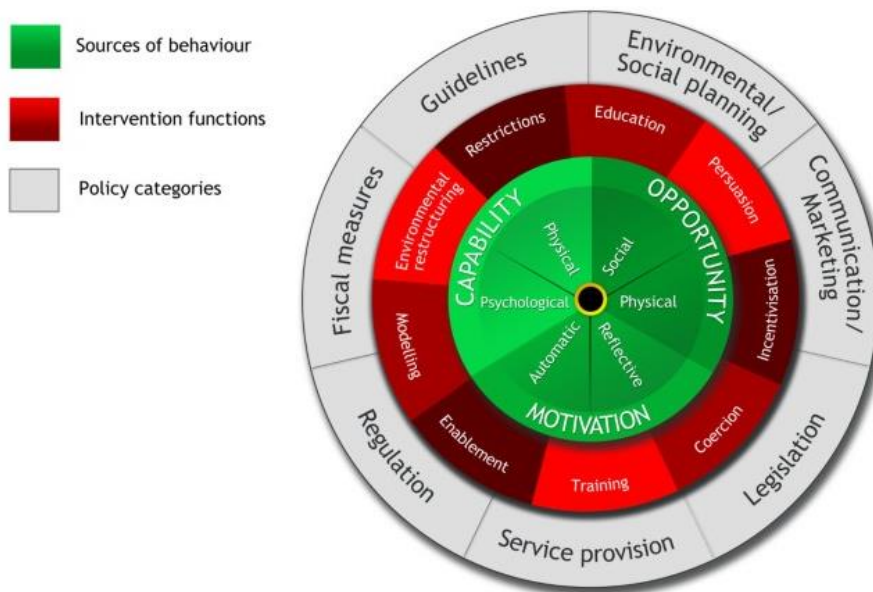 Sources of behaviour
Intervention functions
Policy categories
Guidelines
Environmental/
Social planning
Communication/
Marketing
Legislation
Service provision
Regulation
Fiscal measures
Restrictions
Education
Persuasion
Incentivisation
Coercion
Training
Enablement
Modelling
Environmental
restructuring
CAPABILITY
OPPORTUNITY
MOTIVATION
Physical
Social
Physical
Reflective
Automatic
Psychological